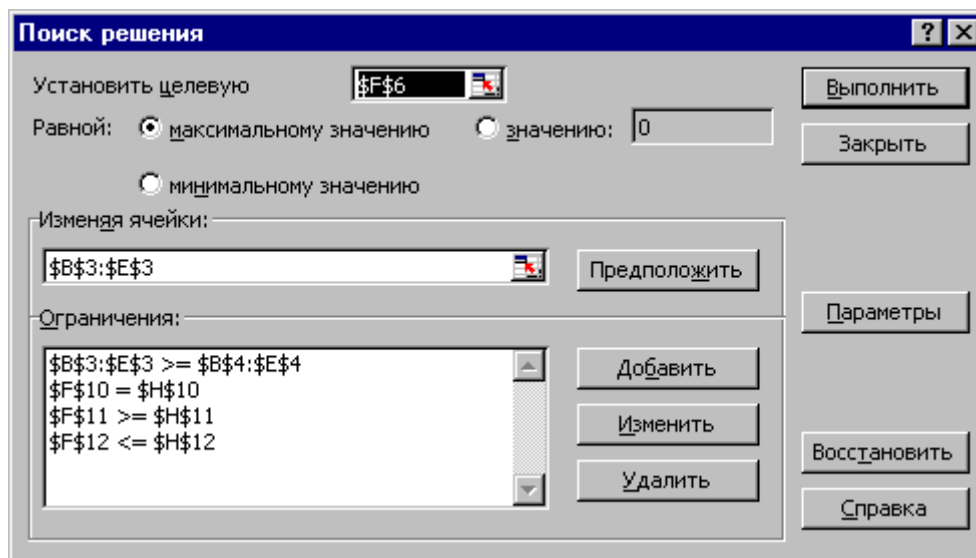 Поиск решения
Установить целевую $F$6
Выполнить
Равной: максимальному значению значению: 0
Закрыть
минимальному значению
Изменяя ячейки:
$B$3:$E$3 Предположить
Ограничения:
Параметры
$B$3:$E$3 >= $B$4:$E$4
$F$10 = $H$10
$F$11 >= $H$11
$F$12 <= $H$12
Добавить
Изменить
Удалить
Восстановить
Справка